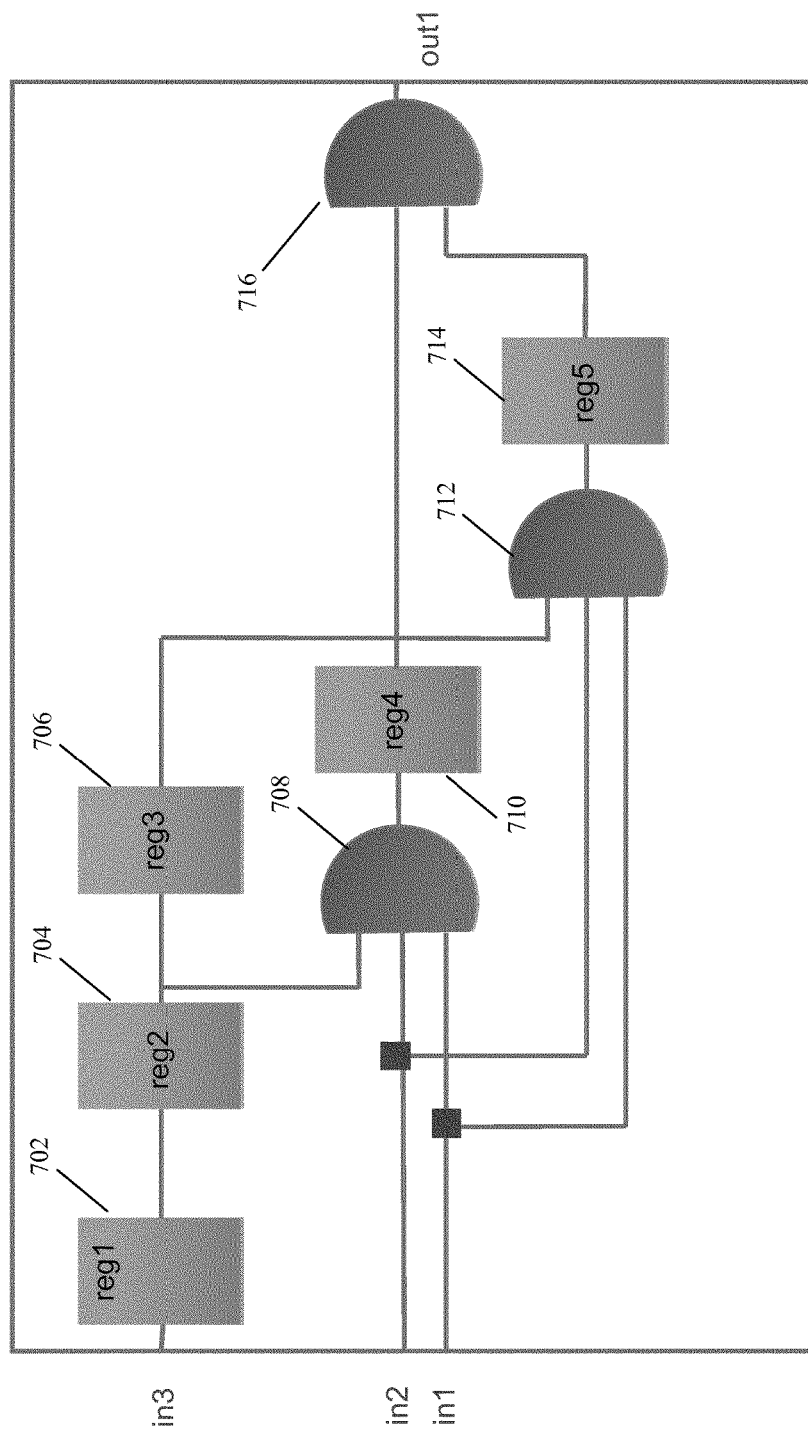 in3
in2
in1
reg1
702
reg2
704
reg3
706
708
reg4
710
712
reg5
714
716
out1